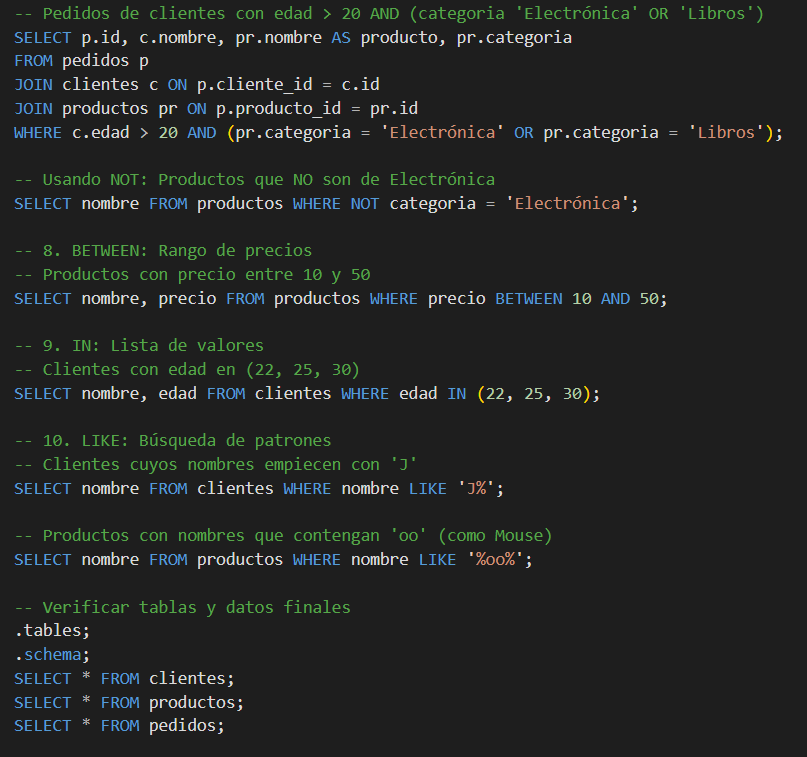 -- Pedidos de clientes con edad > 20 AND (categoria 'Electrónica' OR 'Libros')
SELECT p.id, c.nombre, pr.nombre AS producto, pr.categoria
FROM pedidos p
JOIN clientes c ON p.cliente_id = c.id
JOIN productos pr ON p.producto_id = pr.id
WHERE c.edad > 20 AND (pr.categoria = 'Electrónica' OR pr.categoria = 'Libros');
-- Usando NOT: Productos que NO son de Electrónica
SELECT nombre FROM productos WHERE NOT categoria = 'Electrónica';
-- 8. BETWEEN: Rango de precios
-- Productos con precio entre 10 y 50
SELECT nombre, precio FROM productos WHERE precio BETWEEN 10 AND 50;
-- 9. IN: Lista de valores
-- Clientes con edad en (22, 25, 30)
SELECT nombre, edad FROM clientes WHERE edad IN (22, 25, 30);
-- 10. LIKE: Búsqueda de patrones
-- Clientes cuyos nombres empiecen con 'J'
SELECT nombre FROM clientes WHERE nombre LIKE 'J%';
-- Productos con nombres que contengan 'oo' (como Mouse)
SELECT nombre FROM productos WHERE nombre LIKE '%oo%';
-- Verificar tablas y datos finales
.tables;
.schema;
SELECT * FROM clientes;
SELECT * FROM productos;
SELECT * FROM pedidos;